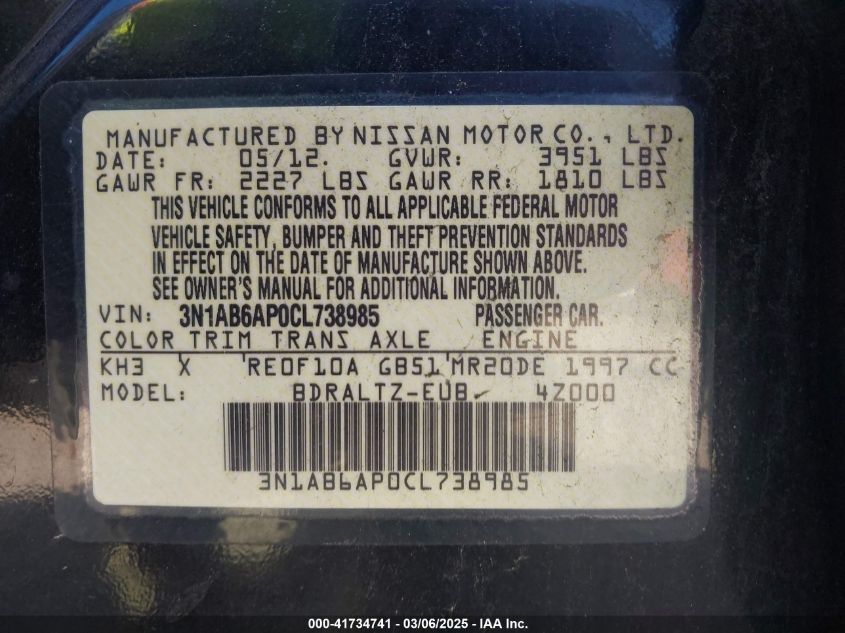 MANUFACTURED BY NISSAN MOTOR CO., LTD.
DATE: 05/12. GVWR: 3951 LBS
GAWR FR: 2227 LBS GAWR RR: 1810 LBS
THIS VEHICLE CONFORMS TO ALL APPLICABLE FEDERAL MOTOR
VEHICLE SAFETY, BUMPER AND THEFT PREVENTION STANDARDS
IN EFFECT ON THE DATE OF MANUFACTURE SHOWN ABOVE.
SEE OWNER'S MANUAL FOR ADDITIONAL INFORMATION.
VIN: 3N1AB6AP0CL738985 PASSENGER CAR.
COLOR TRIM TRANS AXLE ENGINE
KH3 X RE0F10A GB51 MR20DE 1997 CC
MODEL: BDRALTZ-EUB 4Z000
3N1AB6AP0CL738985
000-41734741 - 03/06/2025 - IAA Inc.